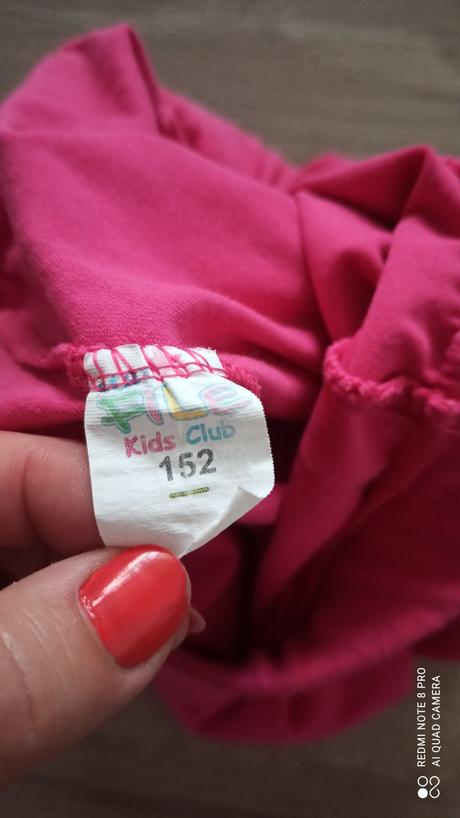 Kids Club
152
REDMI NOTE 8 PRO
AI QUAD CAMERA